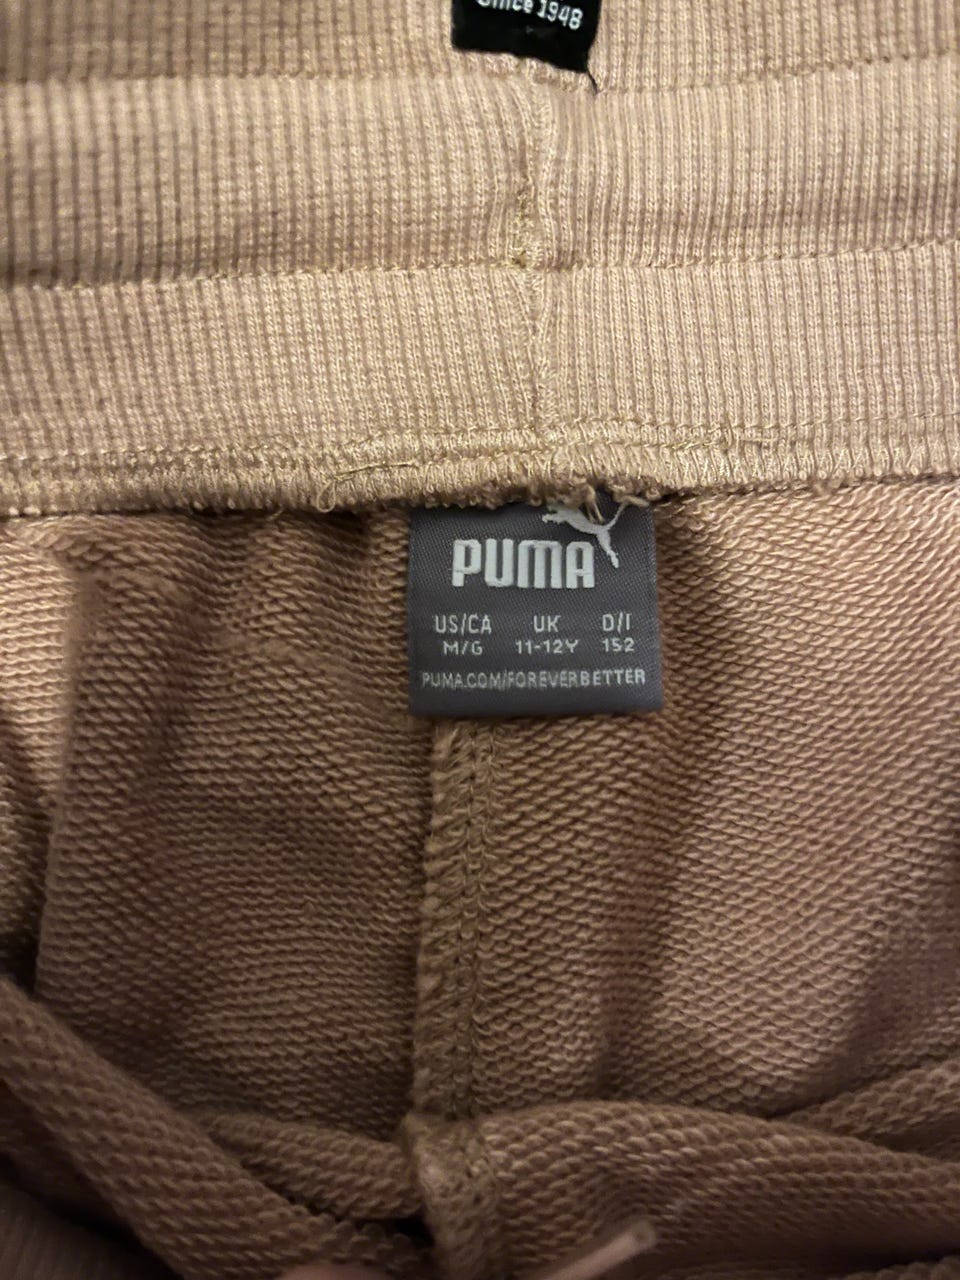 Since 1948
PUMA
US/CA UK D/I
M/G 11-12Y 152
PUMA.COM/FOREVERBETTER